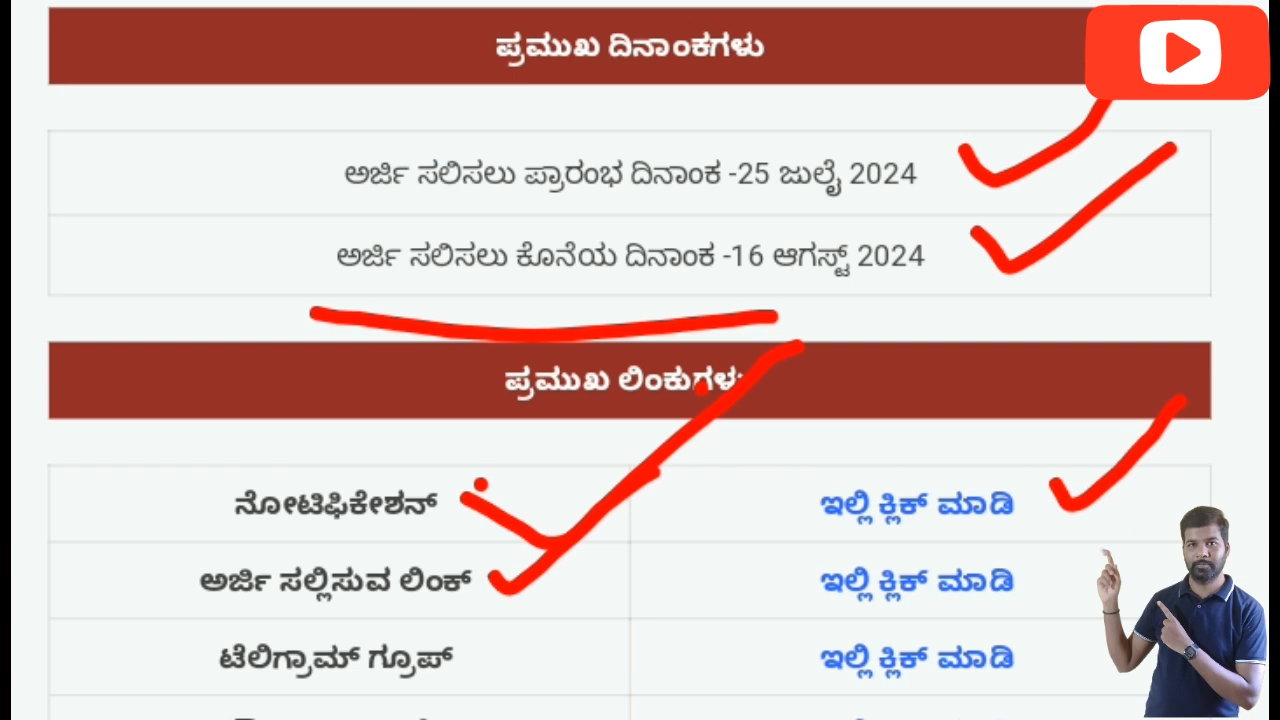 ಪ್ರಮುಖ ದಿನಾಂಕಗಳು
ಅರ್ಜಿ ಸಲಿಸಲು ಪ್ರಾರಂಭ ದಿನಾಂಕ -25 ಜುಲೈ 2024
ಅರ್ಜಿ ಸಲಿಸಲು ಕೊನೆಯ ದಿನಾಂಕ -16 ಆಗಸ್ಟ್ 2024
ಪ್ರಮುಖ ಲಿಂಕುಗಳು
ನೋಟಿಫಿಕೇಶನ್ ಇಲ್ಲಿ ಕ್ಲಿಕ್ ಮಾಡಿ
ಅರ್ಜಿ ಸಲ್ಲಿಸುವ ಲಿಂಕ್ ಇಲ್ಲಿ ಕ್ಲಿಕ್ ಮಾಡಿ
ಟೆಲಿಗ್ರಾಮ್ ಗ್ರೂಪ್ ಇಲ್ಲಿ ಕ್ಲಿಕ್ ಮಾಡಿ